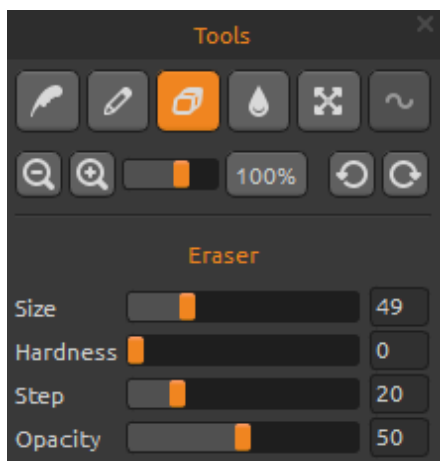 Tools
100%
Eraser
Size 49
Hardness 0
Step 20
Opacity 50